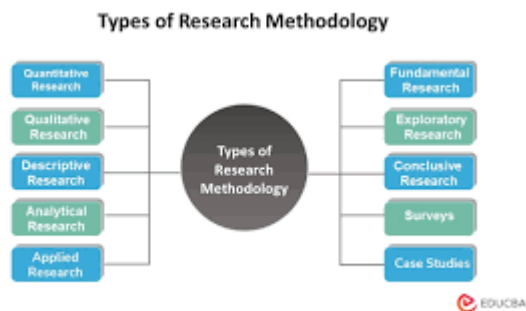 Types of Research Methodology
Quantitative
Research
Qualitative
Research
Descriptive
Research
Analytical
Research
Applied
Research
Types of
Research
Methodology
Fundamental
Research
Exploratory
Research
Conclusive
Research
Surveys
Case Studies
EDUCBA